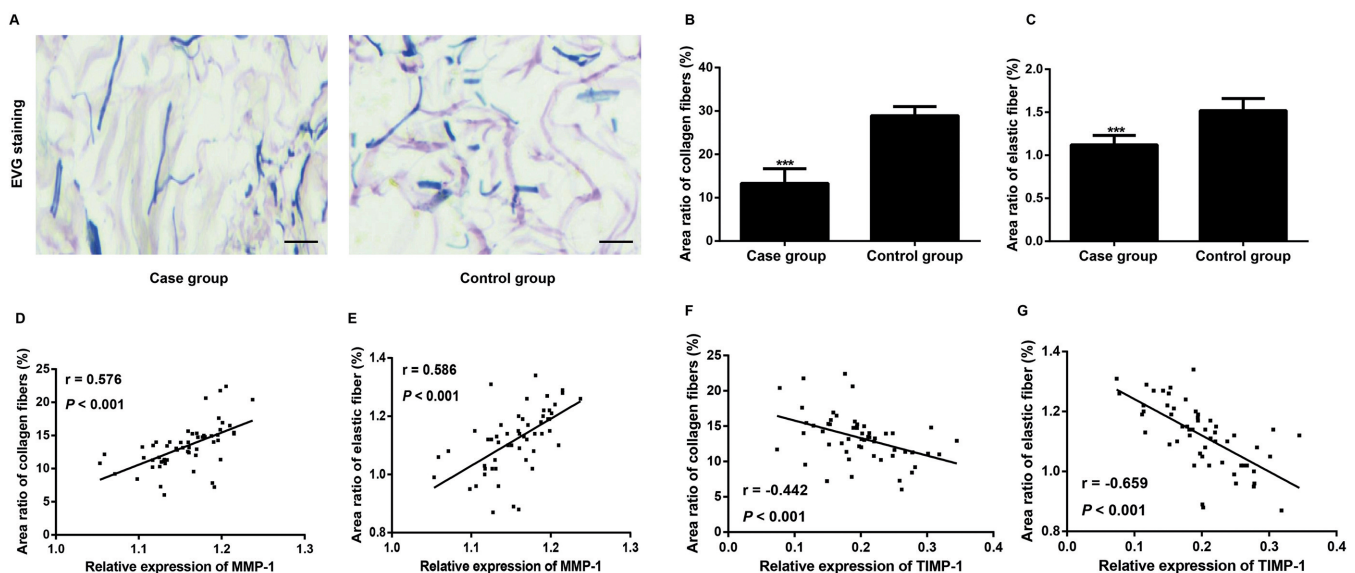 A
EVG staining
Case group
Control group
B
Area ratio of collagen fibers (%)
40
30
20
10
0
***
Case group
Control group
C
Area ratio of elastic fiber (%)
2.0
1.5
1.0
0.5
0.0
***
Case group
Control group
D
Area ratio of collagen fibers (%)
25
20
15
10
5
0
r = 0.576
P < 0.001
1.0
1.1
1.2
1.3
Relative expression of MMP-1
E
Area ratio of elastic fiber (%)
1.4
1.2
1.0
0.8
r = 0.586
P < 0.001
1.0
1.1
1.2
1.3
Relative expression of MMP-1
F
Area ratio of collagen fibers (%)
25
20
15
10
5
0
r = -0.442
P < 0.001
0.0
0.1
0.2
0.3
0.4
Relative expression of TIMP-1
G
Area ratio of elastic fiber (%)
1.4
1.2
1.0
0.8
r = -0.659
P < 0.001
0.0
0.1
0.2
0.3
0.4
Relative expression of TIMP-1